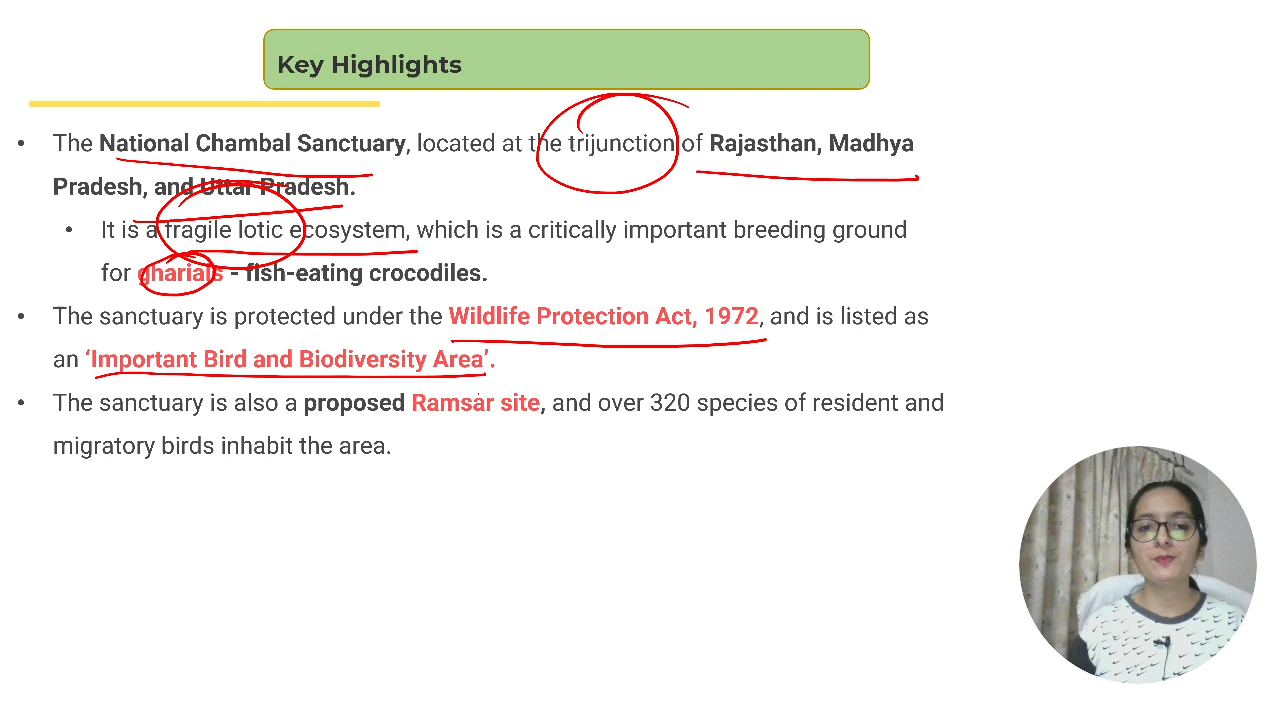 Key Highlights
• The National Chambal Sanctuary, located at the trijunction of Rajasthan, Madhya
Pradesh, and Uttar Pradesh.
• It is a fragile lotic ecosystem, which is a critically important breeding ground
for gharials - fish-eating crocodiles.
• The sanctuary is protected under the Wildlife Protection Act, 1972, and is listed as
an ‘Important Bird and Biodiversity Area’.
• The sanctuary is also a proposed Ramsar site, and over 320 species of resident and
migratory birds inhabit the area.